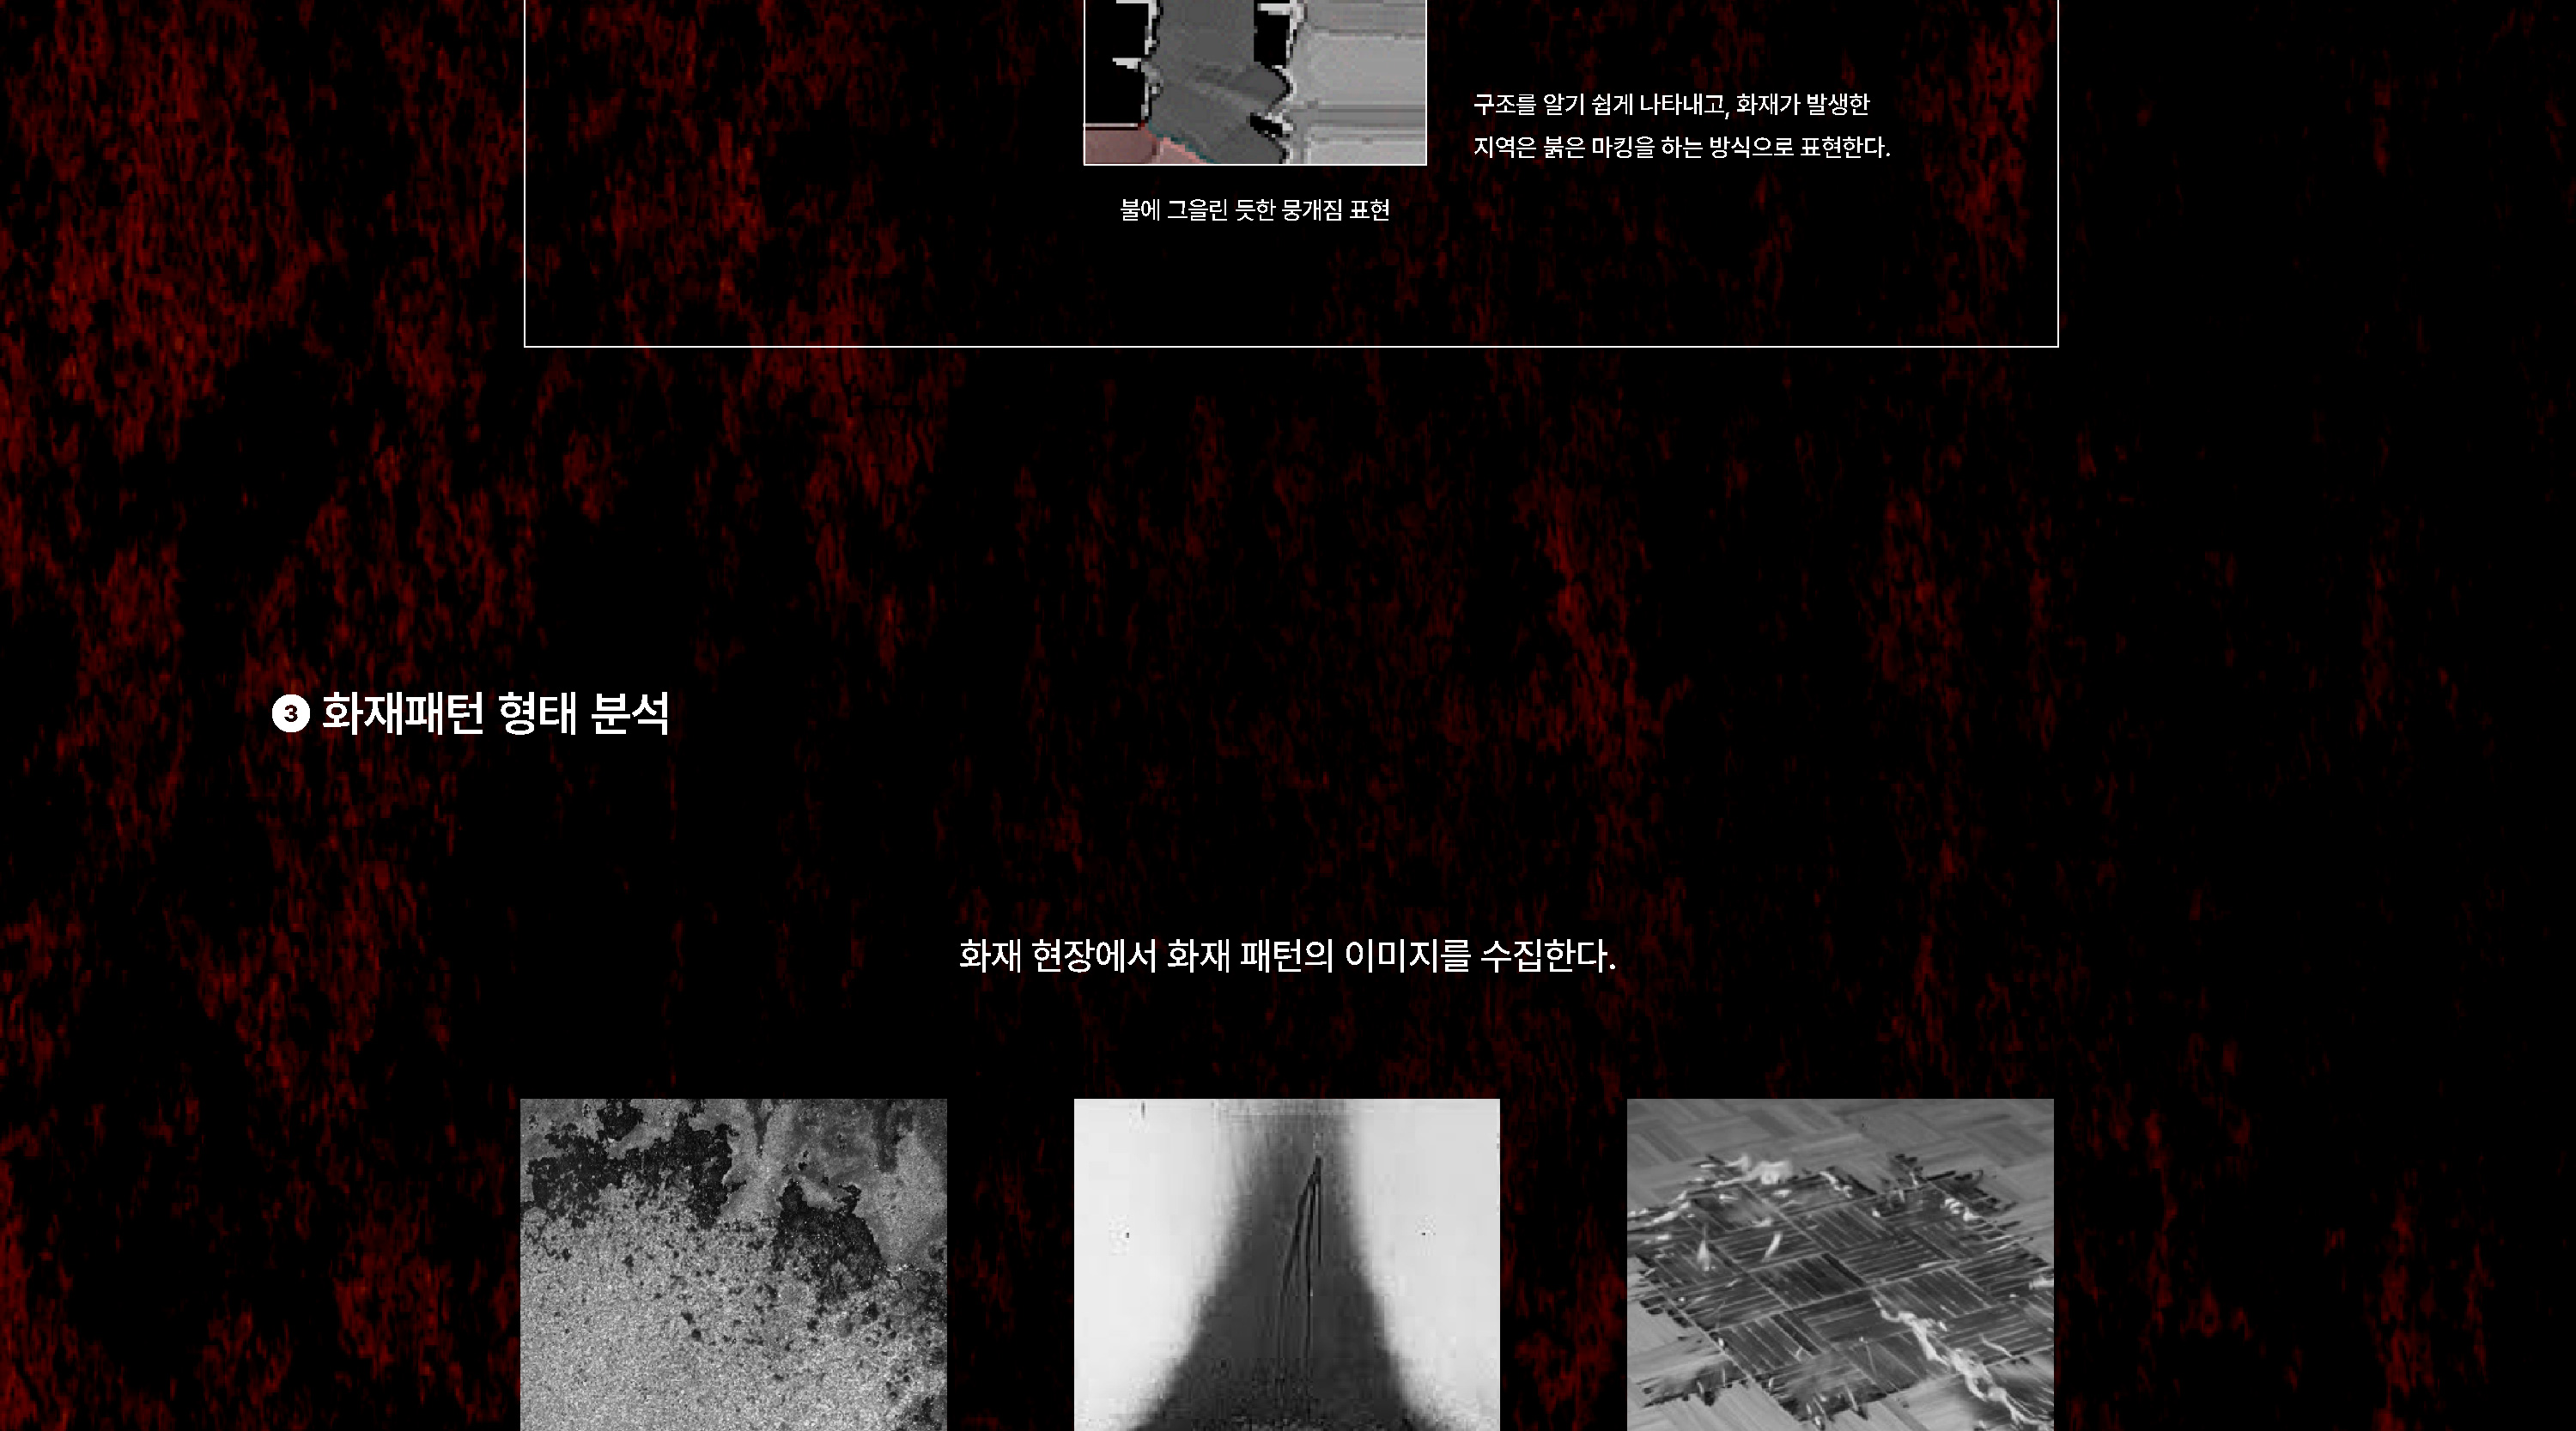 구조를 알기 쉽게 나타내고, 화재가 발생한
지역은 붉은 마킹을 하는 방식으로 표현한다.
불에 그을린 듯한 뭉개짐 표현
3 화재패턴 형태 분석
화재 현장에서 화재 패턴의 이미지를 수집한다.